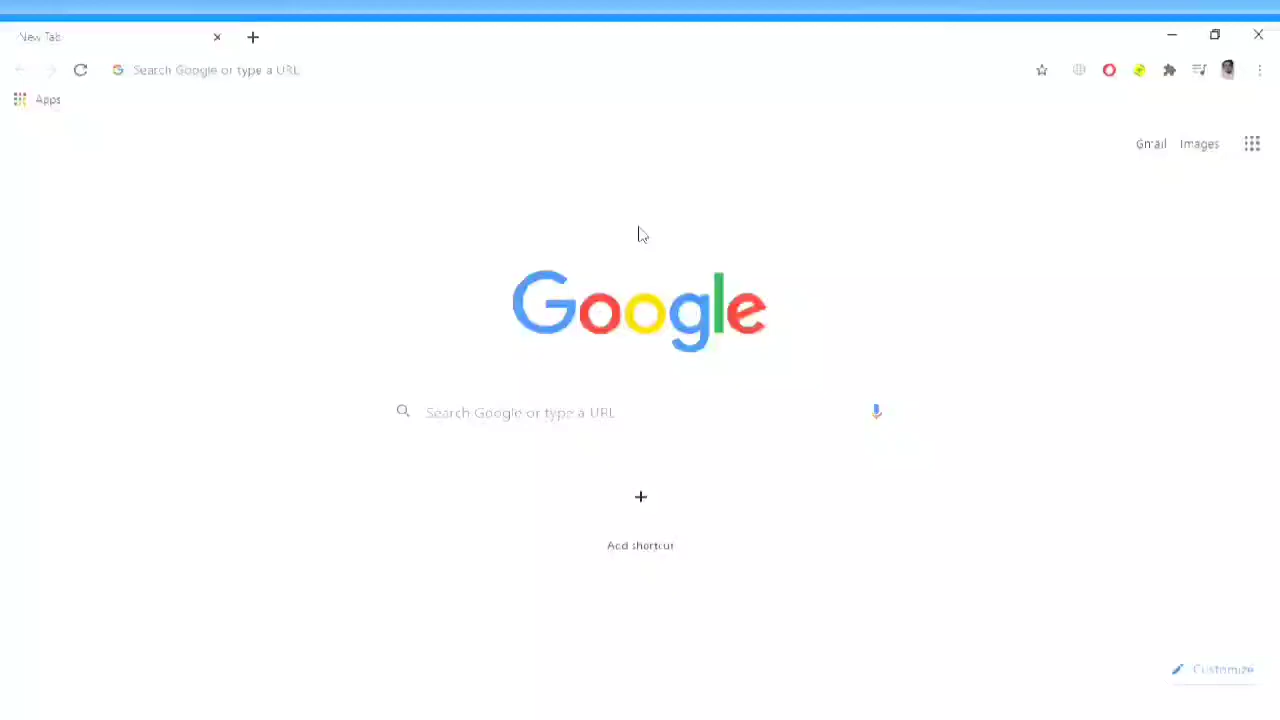 New Tab
Search Google or type a URL
Apps
Gmail Images
Google
Search Google or type a URL
Add shortcut
Customize